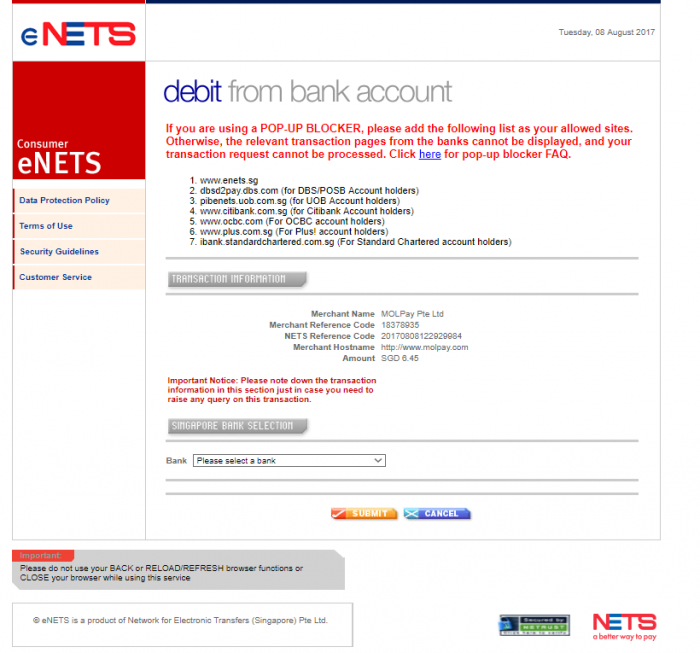 eNETS
Tuesday, 08 August 2017
debit from bank account
Consumer
eNETS
Data Protection Policy
Terms of Use
Security Guidelines
Customer Service
If you are using a POP-UP BLOCKER, please add the following list as your allowed sites.
Otherwise, the relevant transaction pages from the banks cannot be displayed, and your
transaction request cannot be processed. Click here for pop-up blocker FAQ.
1. www.enets.sg
2. dbsd2pay.dbs.com (for DBS/POSB Account holders)
3. pibenets.uob.com.sg (for UOB Account holders)
4. www.citibank.com.sg (for Citibank Account holders)
5. www.ocbc.com (For OCBC account holders)
6. www.plus.com.sg (For Plus! account holders)
7. ibank.standardchartered.com.sg (For Standard Chartered account holders)
TRANSACTION INFORMATION
Merchant Name MOLPay Pte Ltd
Merchant Reference Code 18378935
NETS Reference Code 20170808122929984
Merchant Hostname http://www.molpay.com
Amount SGD 6.45
Important Notice: Please note down the transaction
information in this section just in case you need to
raise any query on this transaction.
SINGAPORE BANK SELECTION
Bank Please select a bank
SUBMIT CANCEL
Important:
Please do not use your BACK or RELOAD/REFRESH browser functions or
CLOSE your browser while using this service
© eNETS is a product of Network for Electronic Transfers (Singapore) Pte Ltd.
Secured by
NETRUST
Click here to verify
NETS
a better way to pay